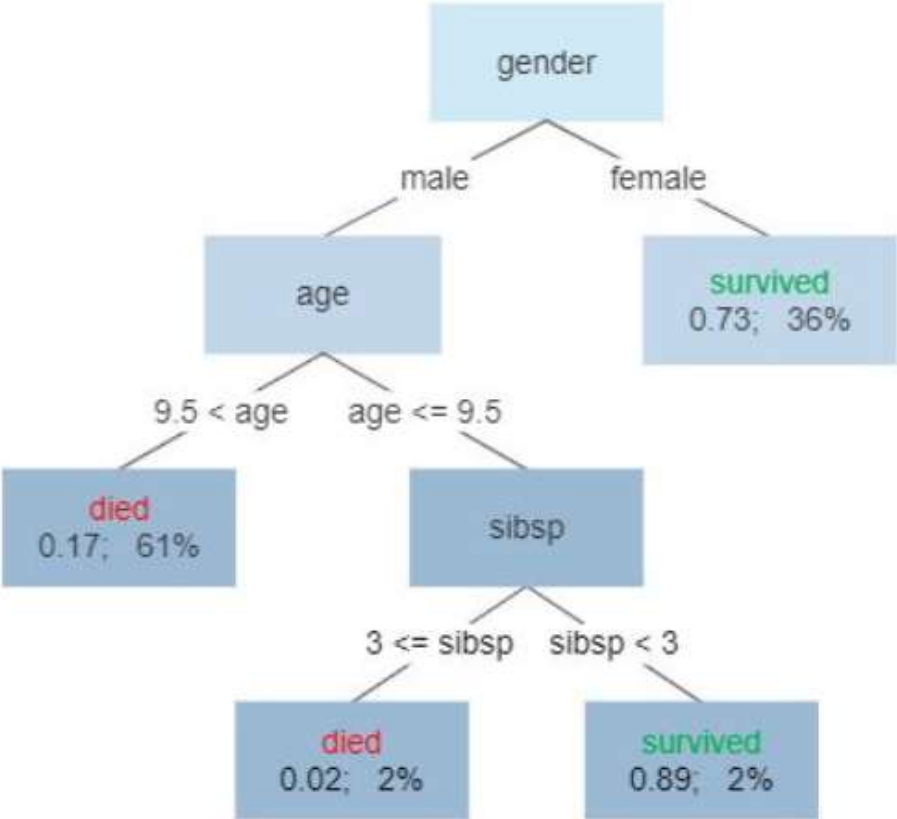 gender
male female
age
survived
0.73; 36%
9.5 < age age <= 9.5
died
0.17; 61%
sibsp
3 <= sibsp sibsp < 3
died
0.02; 2%
survived
0.89; 2%